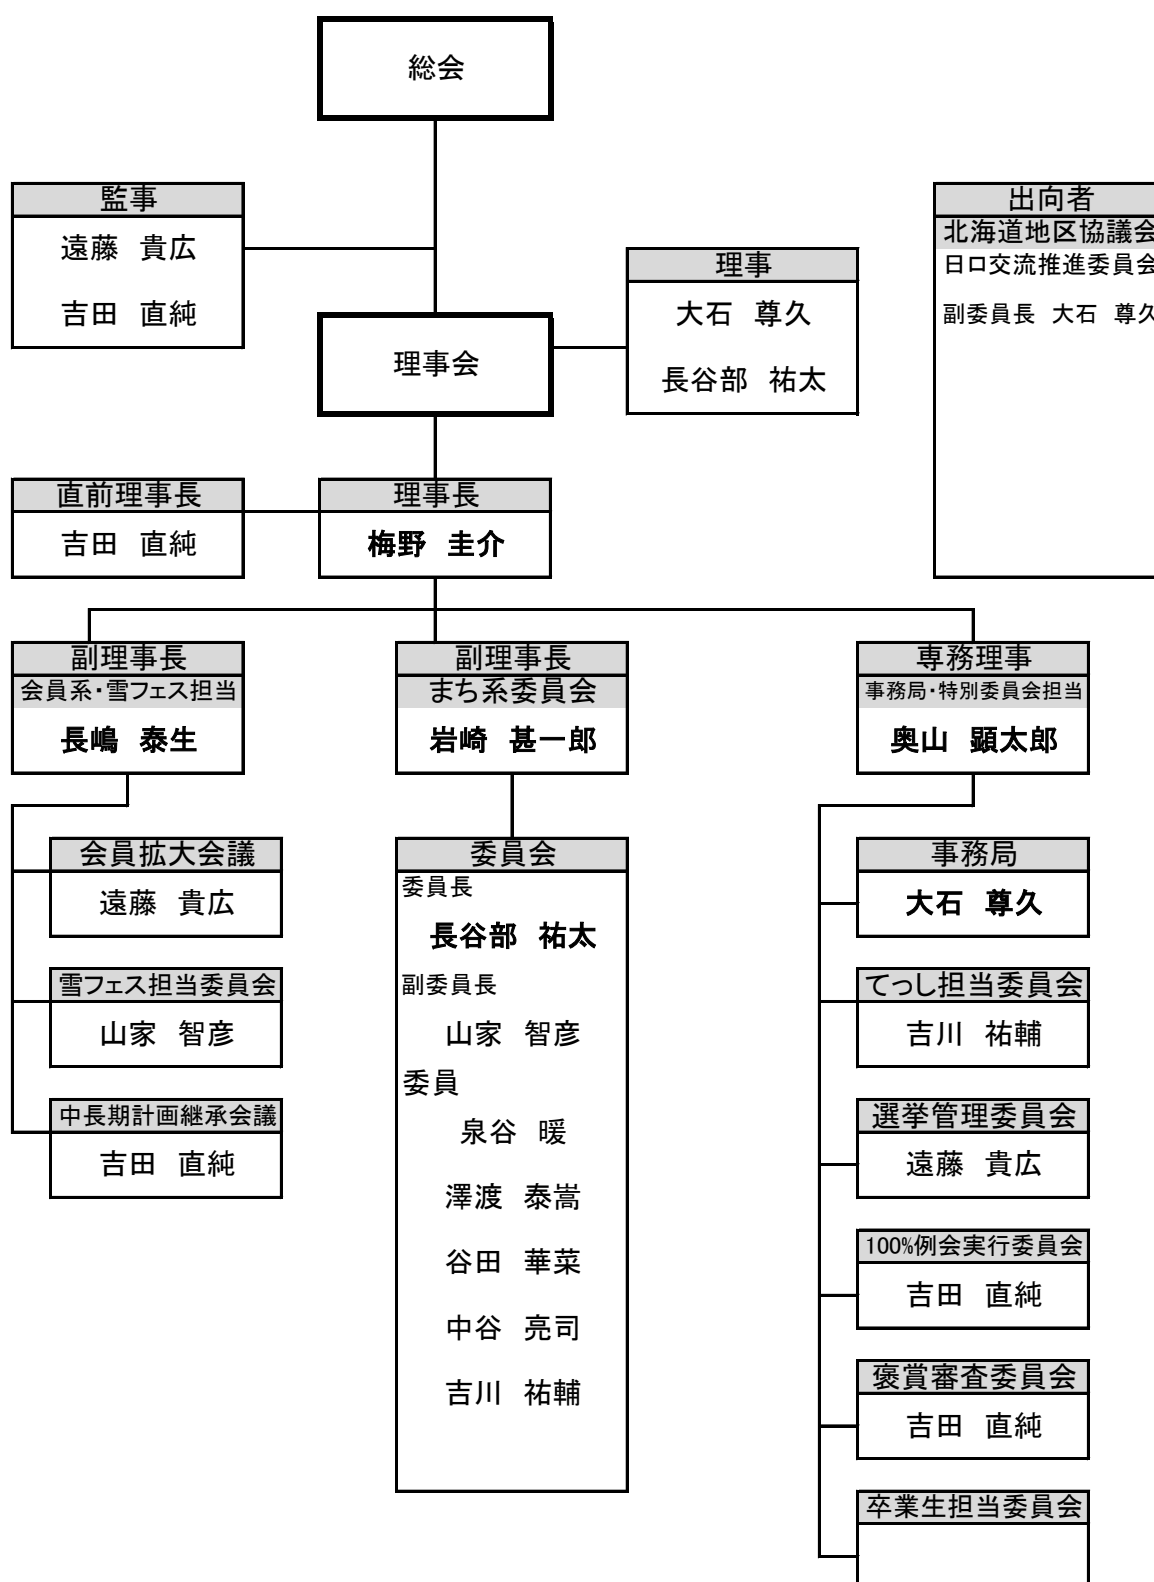 総会
監事
遠藤 貴広
吉田 直純
理事
大石 尊久
長谷部 祐太
出向者
北海道地区協議会
日ロ交流推進委員会
副委員長 大石 尊久
理事会
直前理事長
吉田 直純
理事長
梅野 圭介
副理事長
会員系・雪フェス担当
長嶋 泰生
副理事長
まち系委員会
岩崎 甚一郎
専務理事
事務局・特別委員会担当
奥山 顕太郎
会員拡大会議
遠藤 貴広
雪フェス担当委員会
山家 智彦
中長期計画継承会議
吉田 直純
委員会
委員長
長谷部 祐太
副委員長
山家 智彦
委員
泉谷 暖
澤渡 泰嵩
谷田 華菜
中谷 亮司
吉川 祐輔
事務局
大石 尊久
てっし担当委員会
吉川 祐輔
選挙管理委員会
遠藤 貴広
100%例会実行委員会
吉田 直純
褒賞審査委員会
吉田 直純
卒業生担当委員会